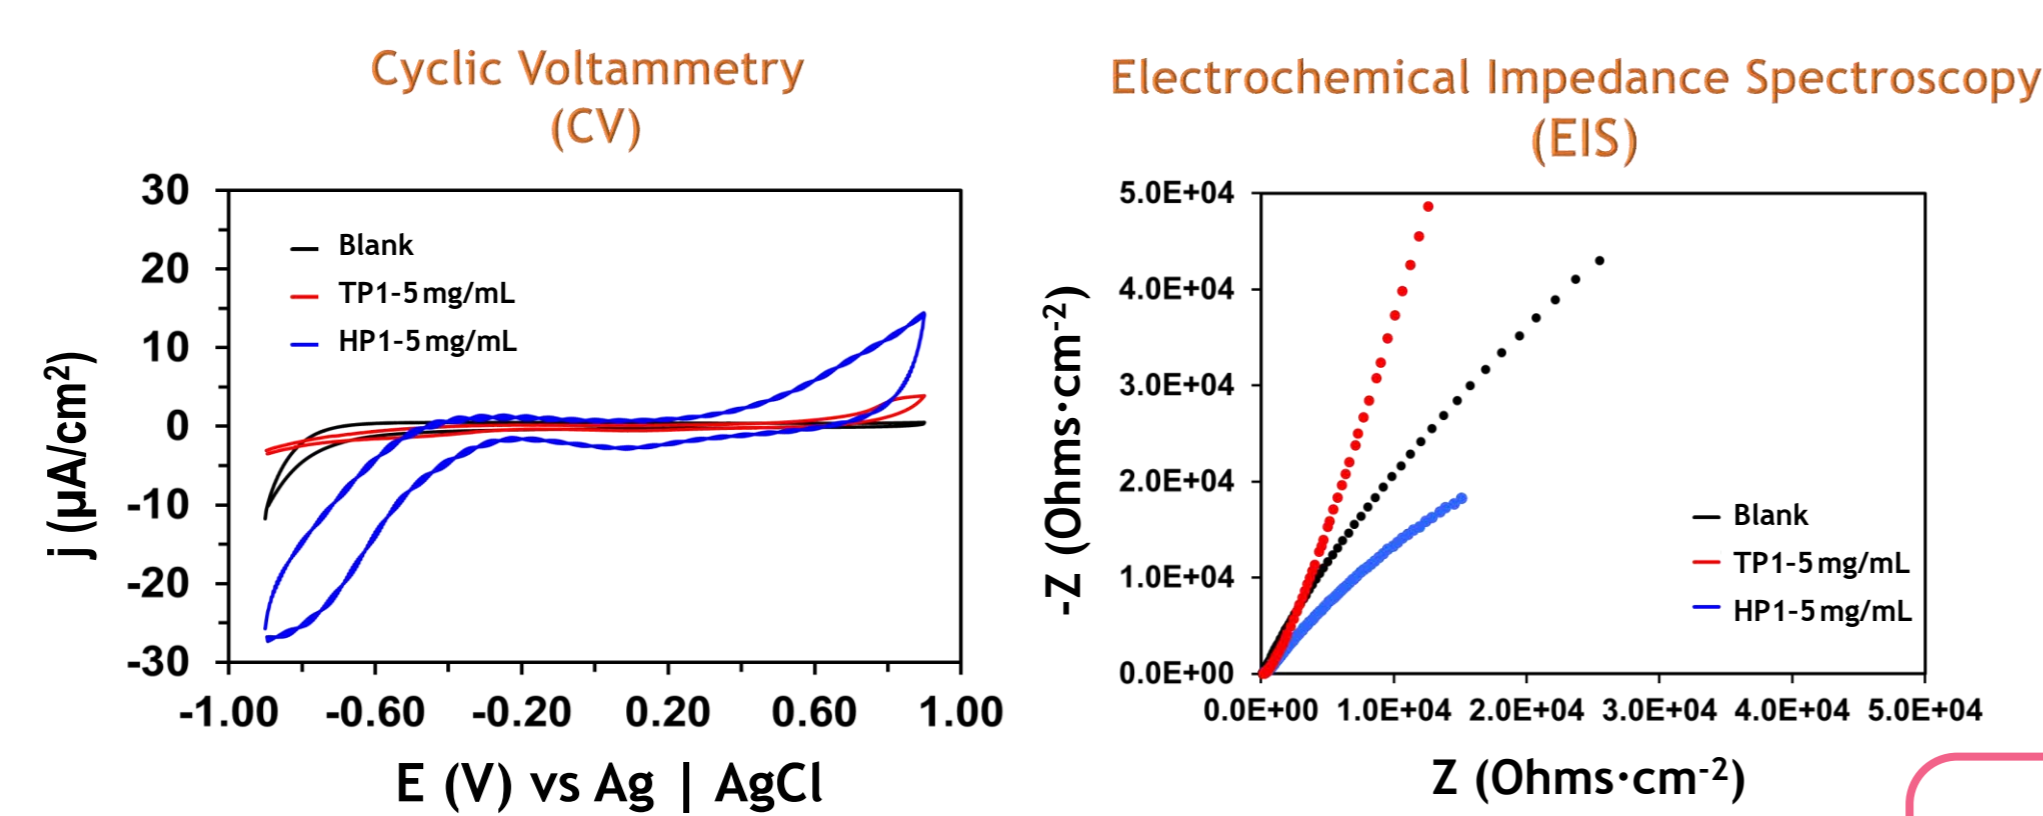 Cyclic Voltammetry
(CV)
30
20
10
0
-10
-20
-30
j (µA/cm²)
Blank
TP1-5 mg/mL
HP1-5 mg/mL
-1.00 -0.60 -0.20 0.20 0.60 1.00
E (V) vs Ag | AgCl
Electrochemical Impedance Spectroscopy
(EIS)
5.0E+04
4.0E+04
3.0E+04
2.0E+04
1.0E+04
0.0E+00
-Z (Ohms·cm⁻²)
Blank
TP1-5 mg/mL
HP1-5 mg/mL
0.0E+00 1.0E+04 2.0E+04 3.0E+04 4.0E+04 5.0E+04
Z (Ohms·cm⁻²)